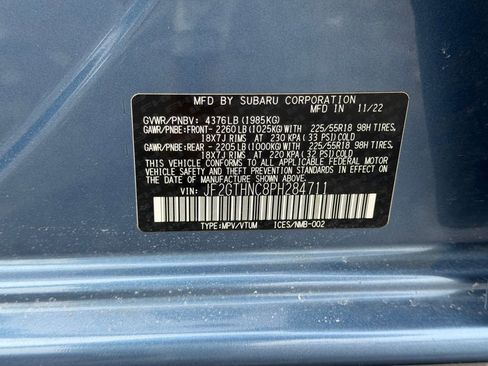 MFD BY SUBARU CORPORATION
MFD IN 11/22
GVWR/PNBV: 4376LB(1985KG)
GAWR/PNBE:FRONT- 2260LB(1025KG)WITH 225/55R18 98H TIRES,
18X7J RIMS AT 230 KPA ( 33 PSI)COLD
GAWR/PNBE:REAR - 2205LB(1000KG)WITH 225/55R18 98H TIRES,
18X7J RIMS AT 220 KPA ( 32 PSI)COLD
THIS VEHICLE CONFORMS TO ALL APPLICABLE FEDERAL MOTOR
VEHICLE SAFETY AND THEFT PREVENTION STANDARDS IN EFFECT
ON THE DATE OF MANUFACTURE SHOWN ABOVE.
VIN: JF2GTHNC8PH284711
TYPE:MPV/VTUM ICES/NMB-002